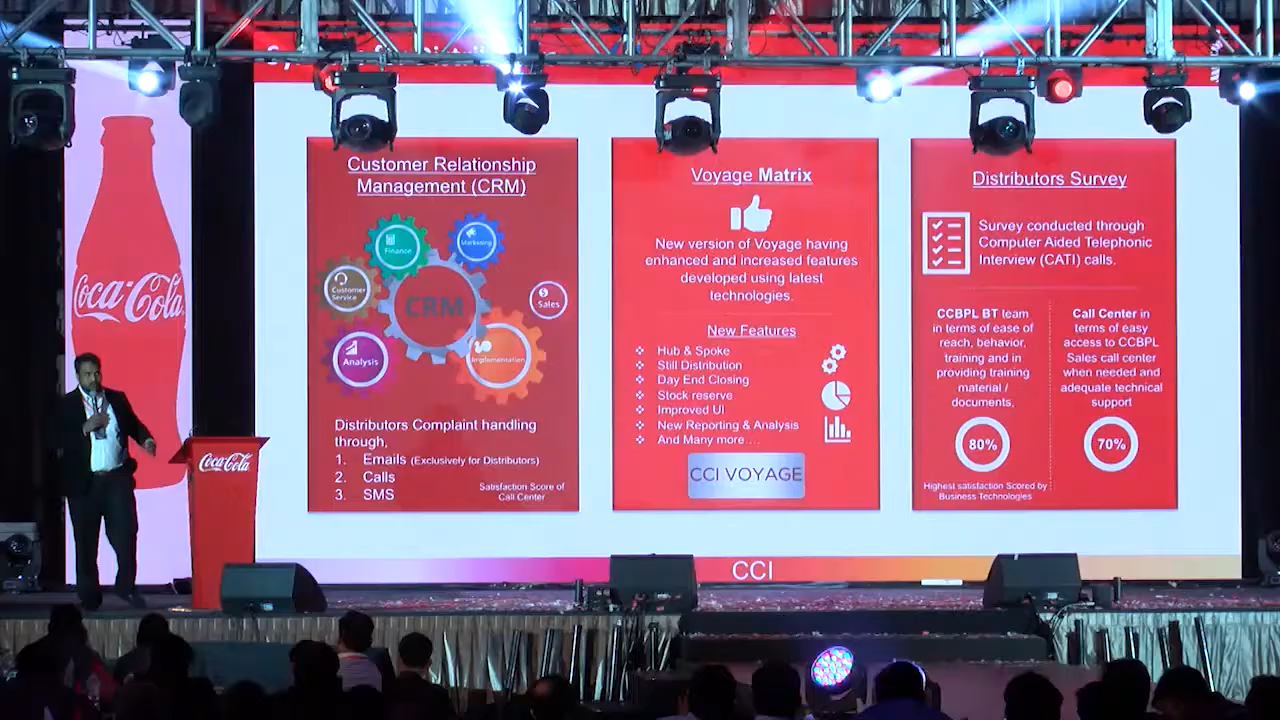 Coca-Cola
Coca-Cola
Customer Relationship
Management (CRM)
Finance
Marketing
Customer
Service
CRM
Sales
Analysis
Implementation
Distributors Complaint handling
through,
1. Emails (Exclusively for Distributors)
2. Calls
3. SMS
Satisfaction Score of
Call Center
Voyage Matrix
New version of Voyage having
enhanced and increased features
developed using latest
technologies.
New Features
❖ Hub & Spoke
❖ Still Distribution
❖ Day End Closing
❖ Stock reserve
❖ Improved UI
❖ New Reporting & Analysis
❖ And Many more….
CCI VOYAGE
Distributors Survey
Survey conducted through
Computer Aided Telephonic
Interview (CATI) calls.
CCBPL BT team
in terms of ease of
reach, behavior,
training and in
providing training
material /
documents,
80%
Highest satisfaction Scored by
Business Technologies
Call Center in
terms of easy
access to CCBPL
Sales call center
when needed and
adequate technical
support
70%
CCI